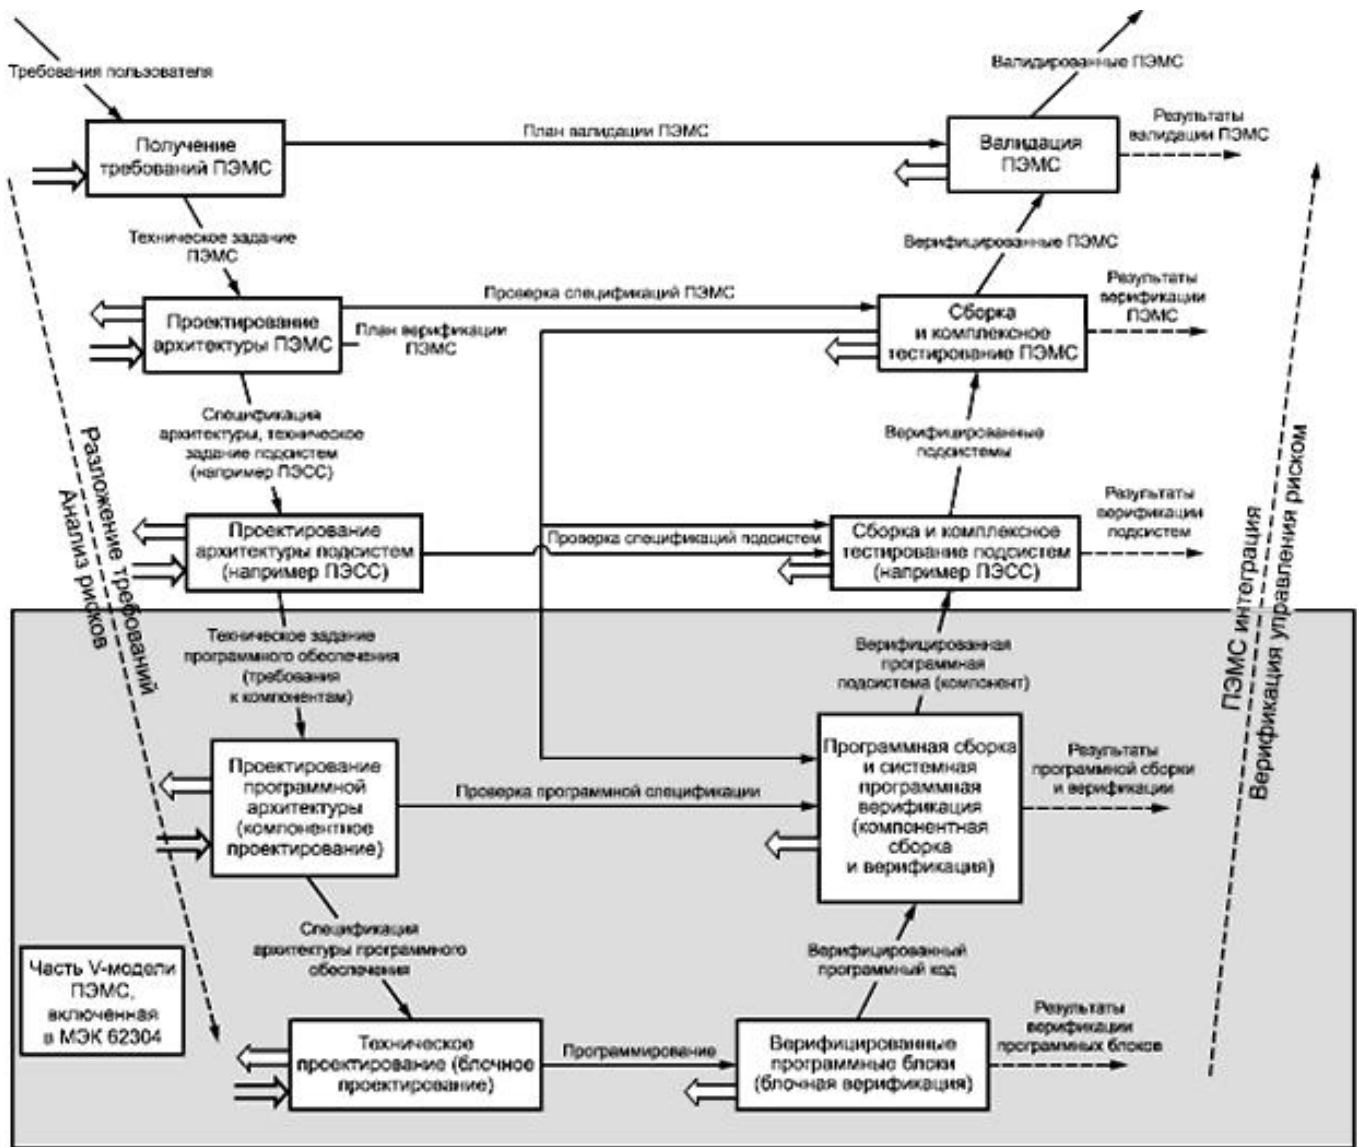 Требования пользователя
Валидированные ПЭМС
Получение
требований ПЭМС
План валидации ПЭМС
Валидация
ПЭМС
Результаты
валидации ПЭМС
Техническое задание
ПЭМС
Верифицированные ПЭМС
Проектирование
архитектуры ПЭМС
Проверка спецификаций ПЭМС
План верификации
ПЭМС
Сборка
и комплексное
тестирование ПЭМС
Результаты
верификации
ПЭМС
Спецификация
архитектуры, техническое
задание подсистем
(например ПЭСС)
Верифицированные
подсистемы
Разложение требований
Анализ рисков
Проектирование
архитектуры подсистем
(например ПЭСС)
Проверка спецификаций подсистем
Сборка и комплексное
тестирование подсистем
(например ПЭСС)
Результаты
верификации
подсистем
ПЭМС интеграция
Верификация управления риском
Техническое задание
программного обеспечения
(требования
к компонентам)
Верифицированная
программная
подсистема (компонент)
Проектирование
программной
архитектуры
(компонентное
проектирование)
Проверка программной спецификации
Программная сборка
и системная
программная
верификация
(компонентная
сборка
и верификация)
Результаты
программной сборки
и верификации
Спецификация
архитектуры программного
обеспечения
Верифицированный
программный код
Часть V-модели
ПЭМС,
включенная
в МЭК 62304
Техническое
проектирование (блочное
проектирование)
Программирование
Верифицированные
программные блоки
(блочная верификация)
Результаты
верификации
программных блоков